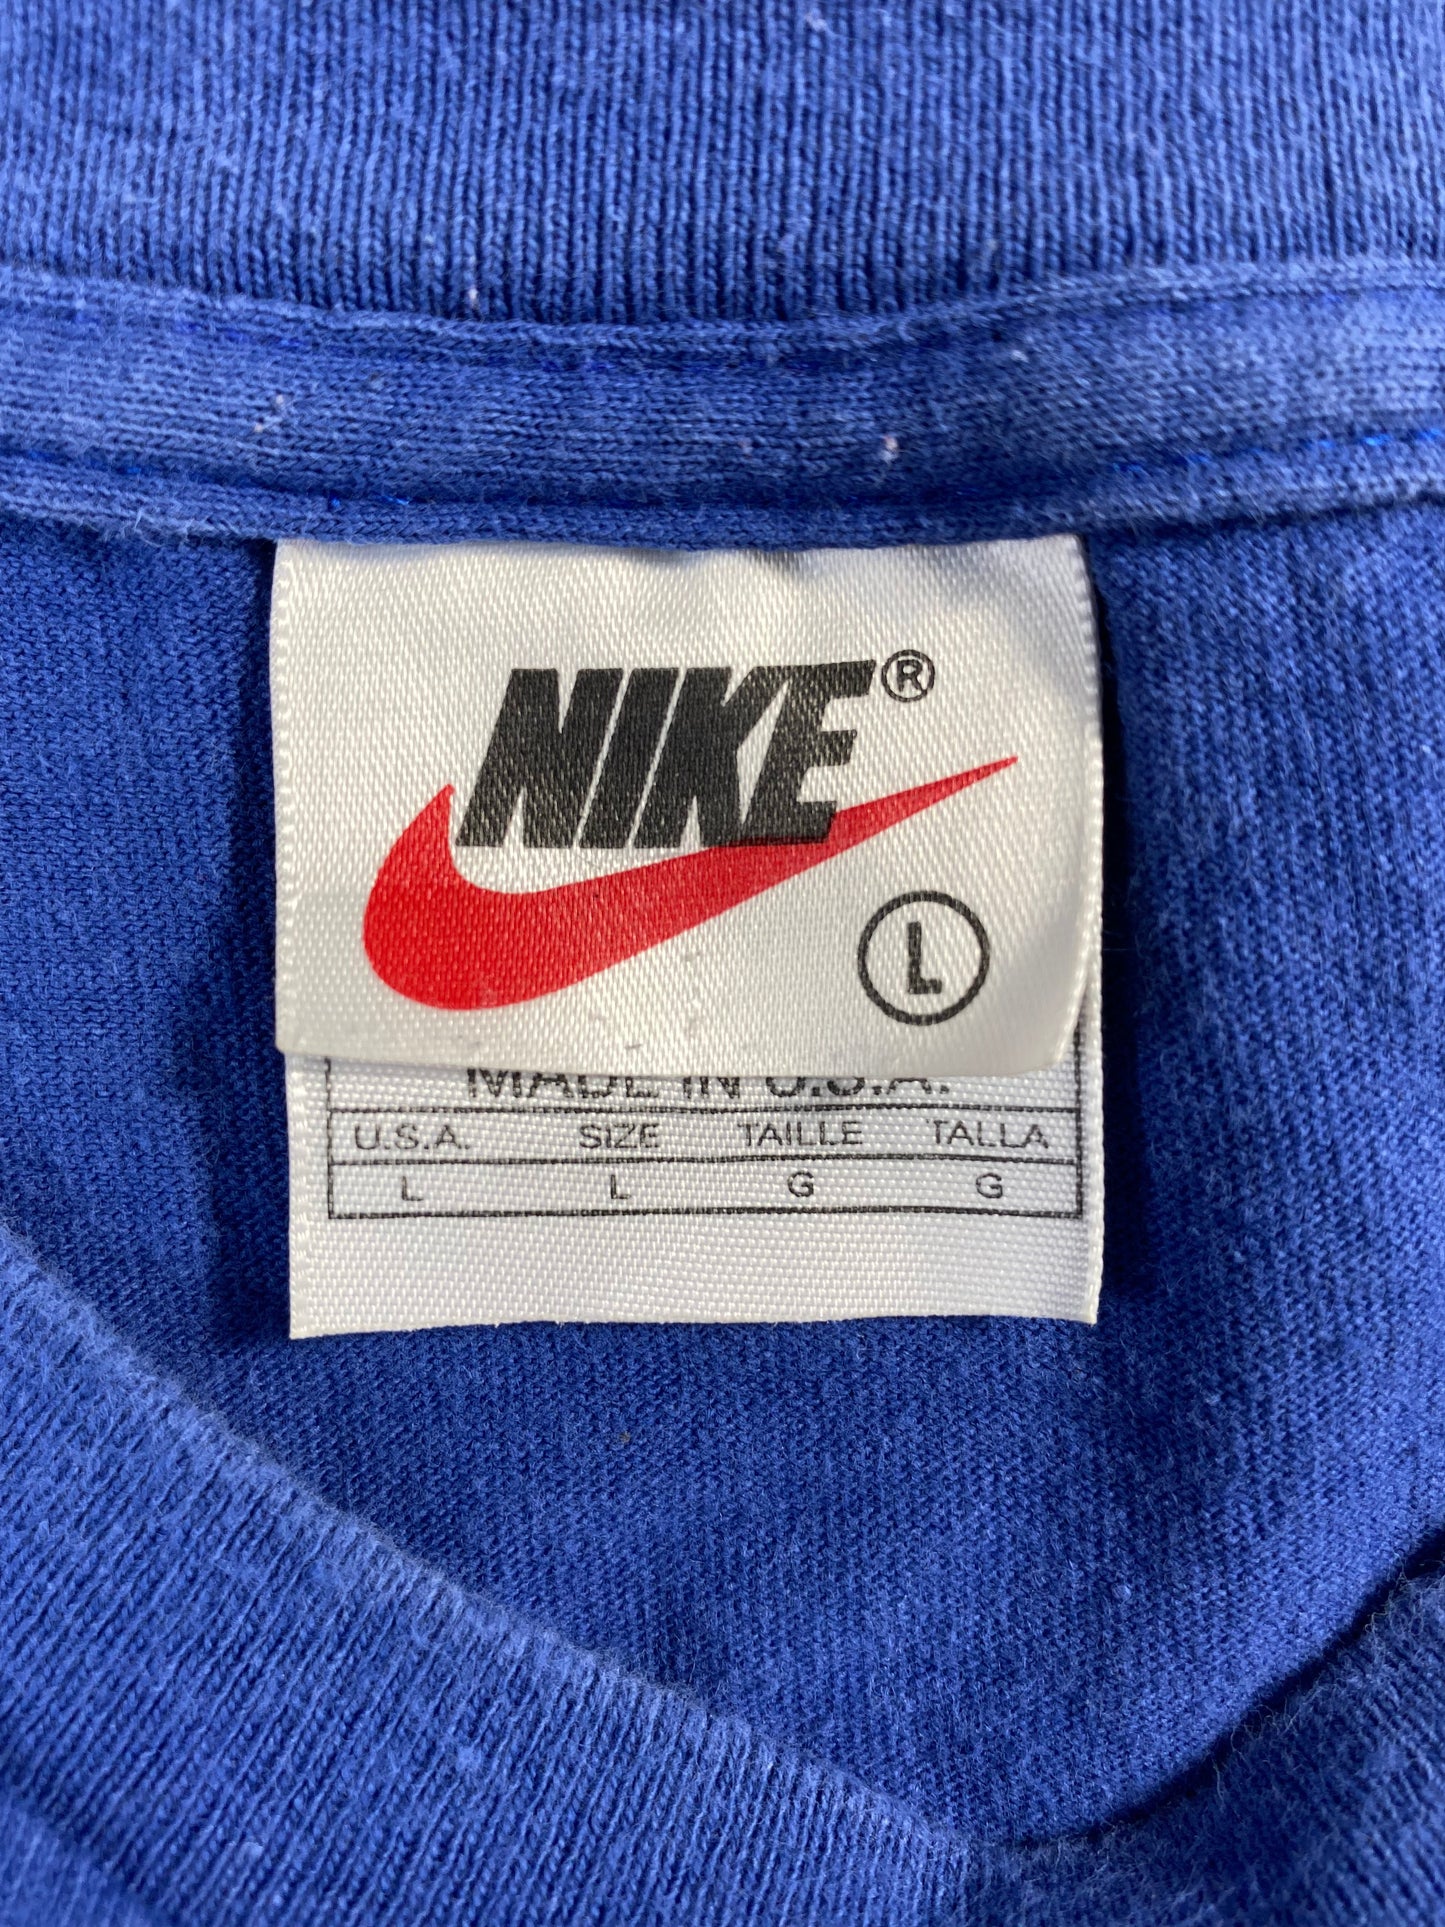 NIKE®
L
MADE IN U.S.A.
U.S.A. SIZE TAILLE TALLA
L L G G